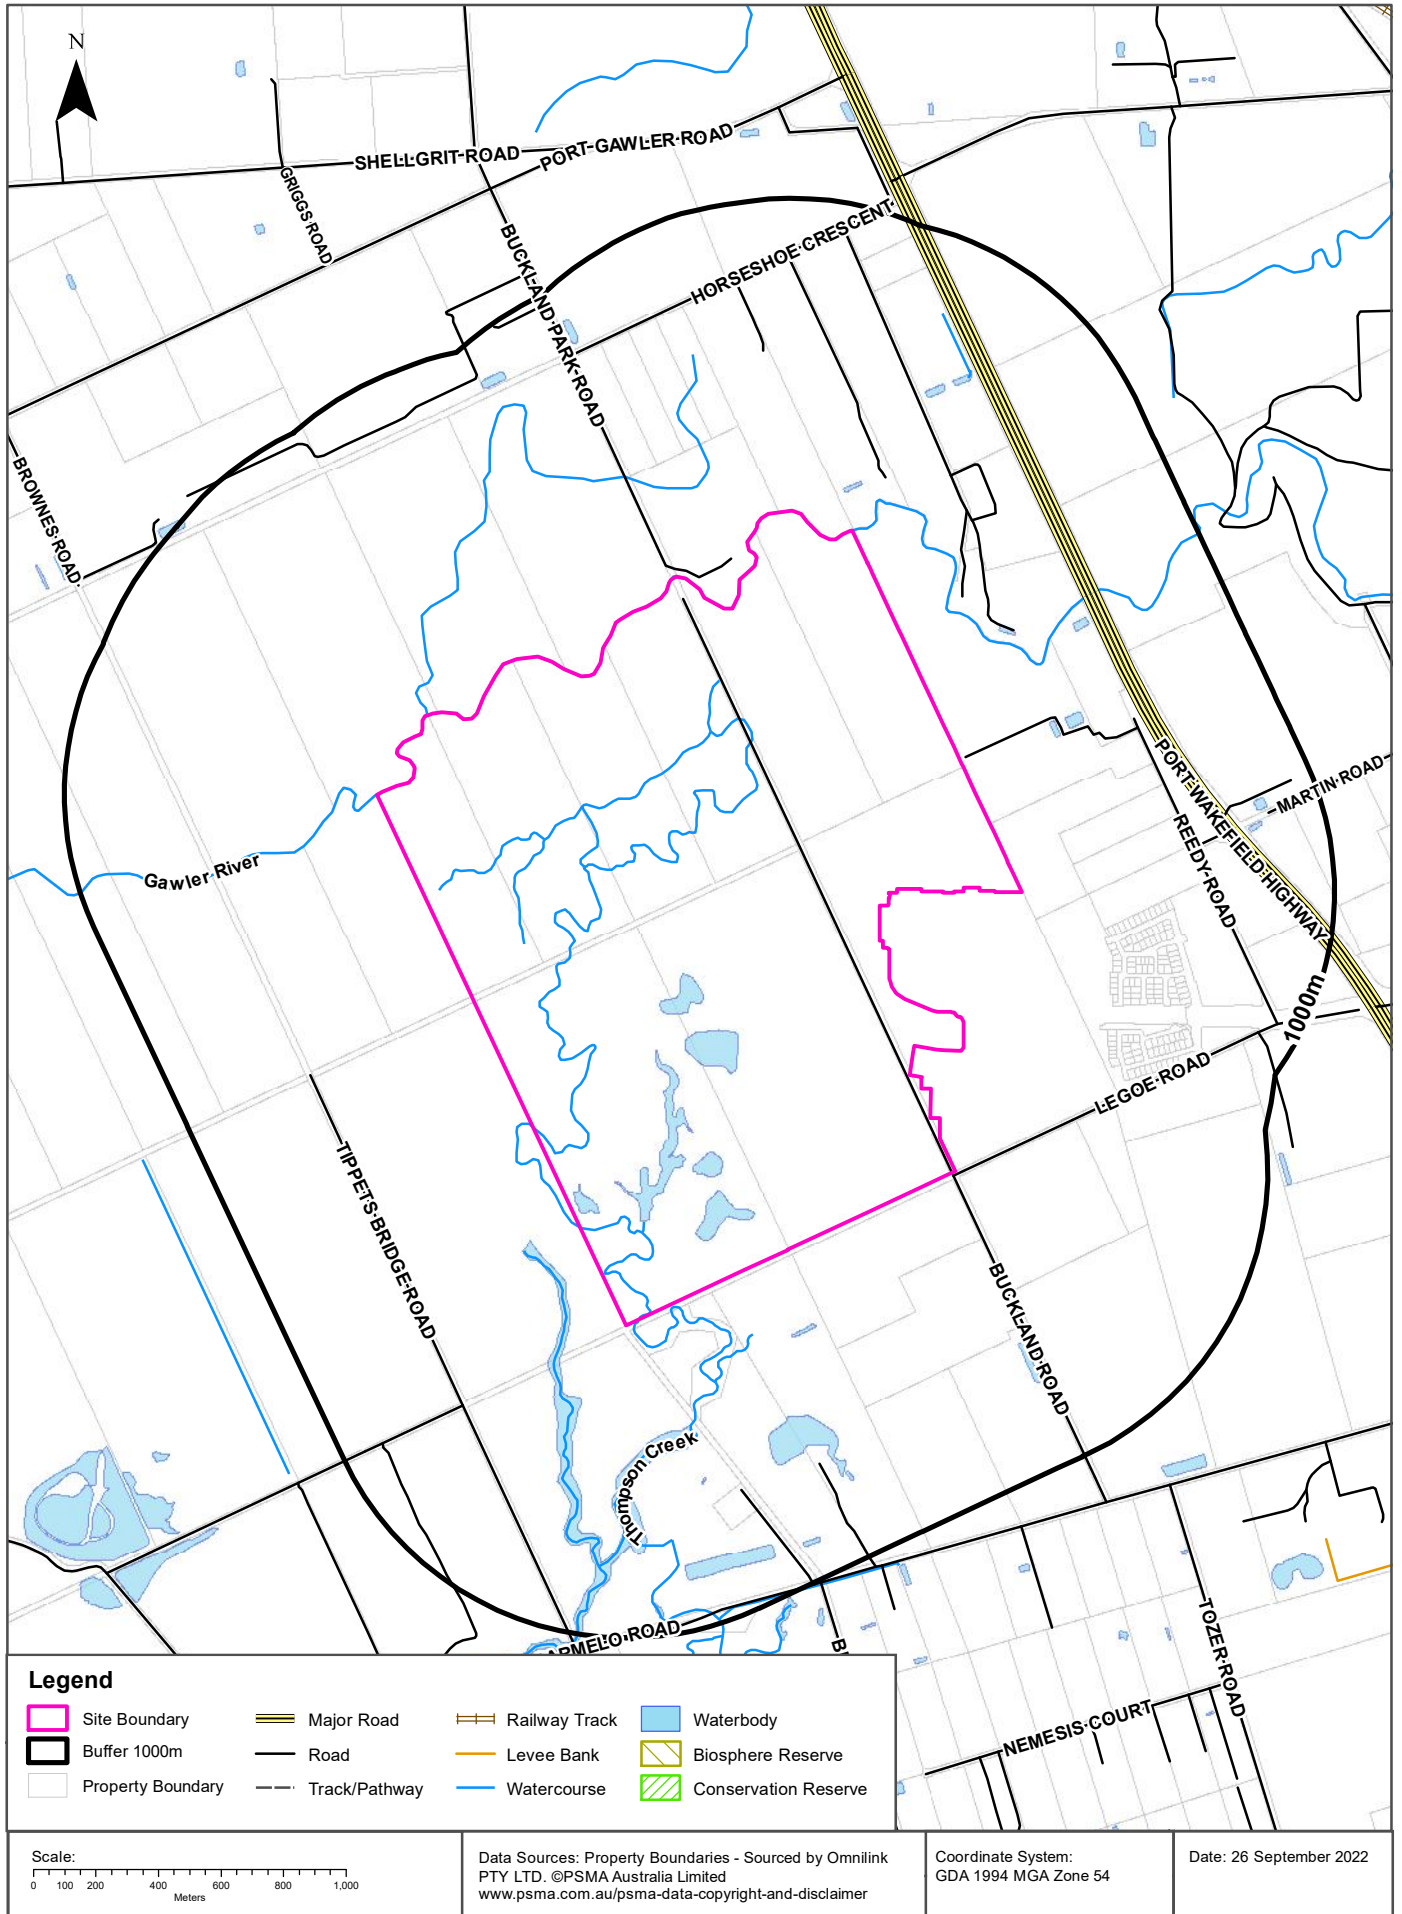 N
SHELLGRIT ROAD
PORT GAWLER ROAD
GRIGGS ROAD
BUCKLAND PARK ROAD
HORSESHOE CRESCENT
BROWNES ROAD
PORT WAKEFIELD HIGHWAY
MARTIN ROAD
REEDY ROAD
Gawler River
1000m
LEGOE ROAD
TIPPETS BRIDGE ROAD
BUCKLAND ROAD
Thompson Creek
ARMELO ROAD
TOZER ROAD
NEMESIS COURT
Legend
Site Boundary
Major Road
Railway Track
Waterbody
Buffer 1000m
Road
Levee Bank
Biosphere Reserve
Property Boundary
Track/Pathway
Watercourse
Conservation Reserve
Scale:
0 100 200 400 600 800 1,000
Meters
Data Sources: Property Boundaries - Sourced by Omnilink
PTY LTD. ©PSMA Australia Limited
www.psma.com.au/psma-data-copyright-and-disclaimer
Coordinate System:
GDA 1994 MGA Zone 54
Date: 26 September 2022